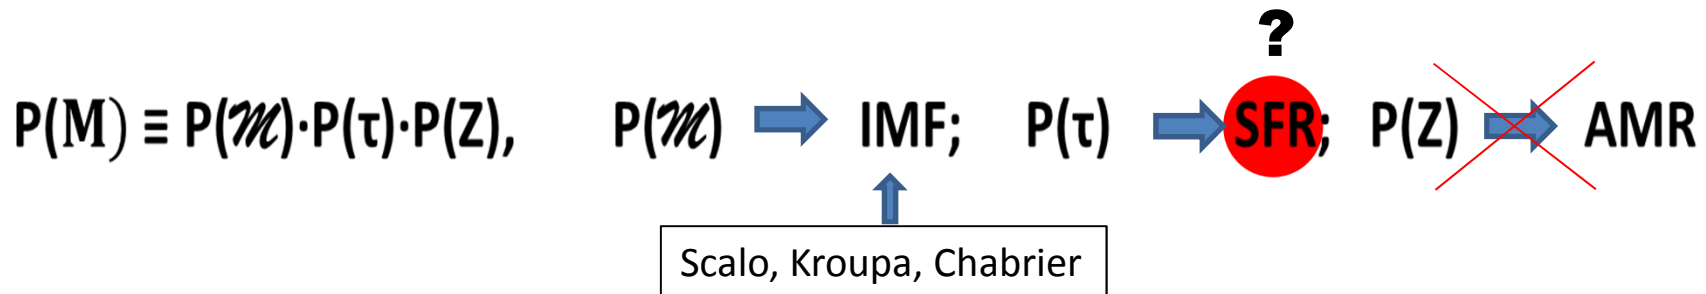 ?
P(M) ≡ P(ℳ)·P(τ)·P(Z), P(ℳ) IMF; P(τ) SFR; P(Z) AMR
Scalo, Kroupa, Chabrier